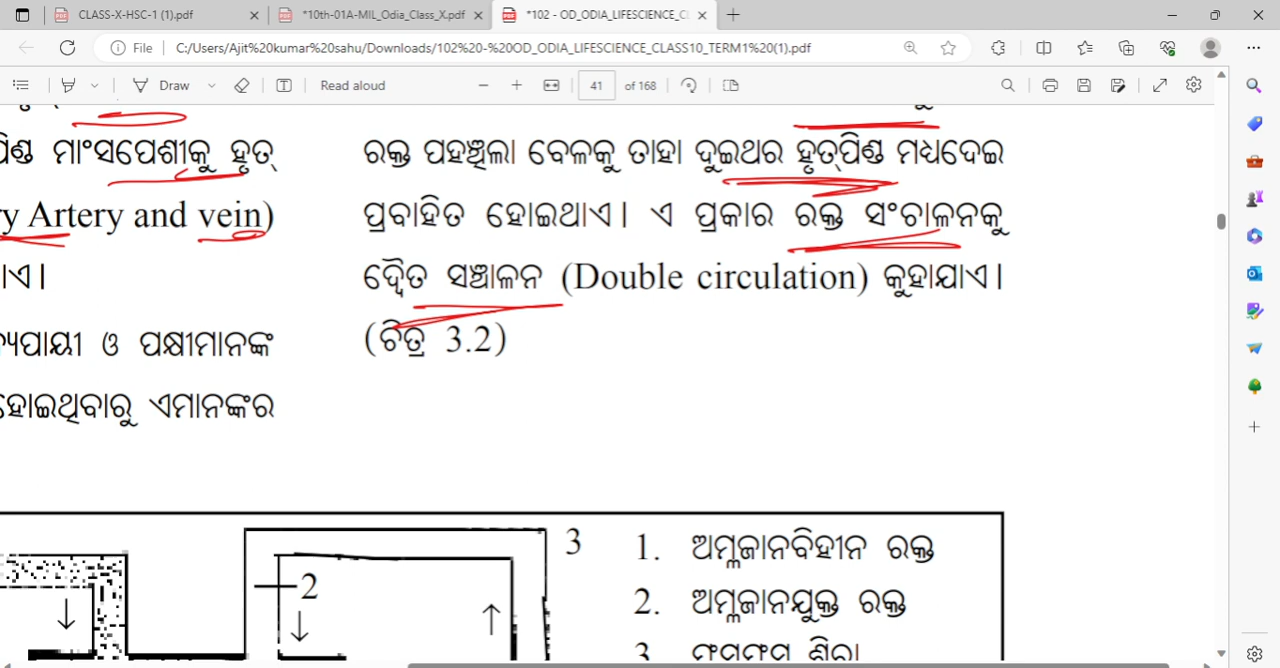 CLASS-X-HSC-1 (1).pdf
*10th-01A-MIL_Odia_Class_X.pdf
*102 - OD_ODIA_LIFESCIENCE_CL
File
C:/Users/Ajit%20kumar%20sahu/Downloads/102%20-%20OD_ODIA_LIFESCIENCE_CLASS10_TERM1%20(1).pdf
Draw
Read aloud
41
of 168
ମାଂସପେଶୀକୁ ହୃତ୍
Artery and vein)
ଓ ପକ୍ଷୀମାନଙ୍କ
ହୋଇଥିବାରୁ ଏମାନଙ୍କର
ରକ୍ତ ପହଞ୍ଚିଲା ବେଳକୁ ତାହା ଦୁଇଥର ହୃତ୍‌ପିଣ୍ଡ ମଧ୍ୟଦେଇ
ପ୍ରବାହିତ ହୋଇଥାଏ। ଏ ପ୍ରକାର ରକ୍ତ ସଂଚାଳନକୁ
ଦ୍ୱୈତ ସଞ୍ଚାଳନ (Double circulation) କୁହାଯାଏ।
(ଚିତ୍ର 3.2)
2
3
1. ଅମ୍ଳଜାନବିହୀନ ରକ୍ତ
2. ଅମ୍ଳଜାନଯୁକ୍ତ ରକ୍ତ
3